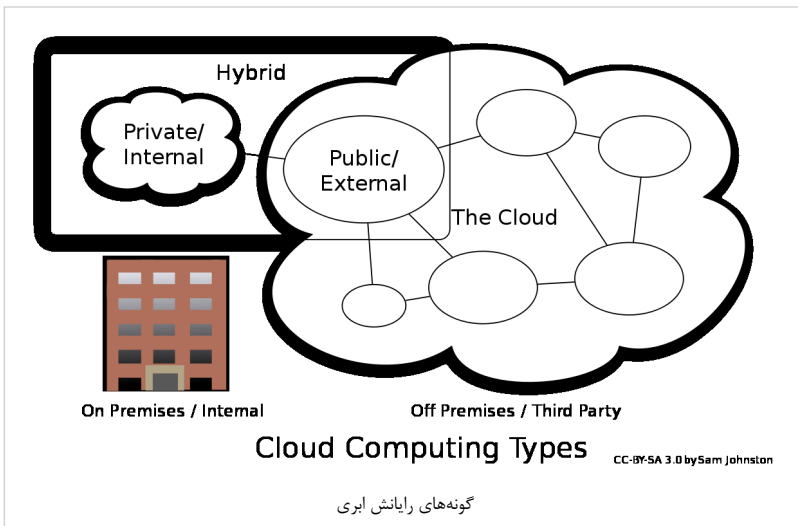 Hybrid
Private/
Internal
Public/
External
The Cloud
On Premises / Internal
Off Premises / Third Party
Cloud Computing Types
CC-BY-SA 3.0 by Sam Johnston
گونه‌های رایانش ابری